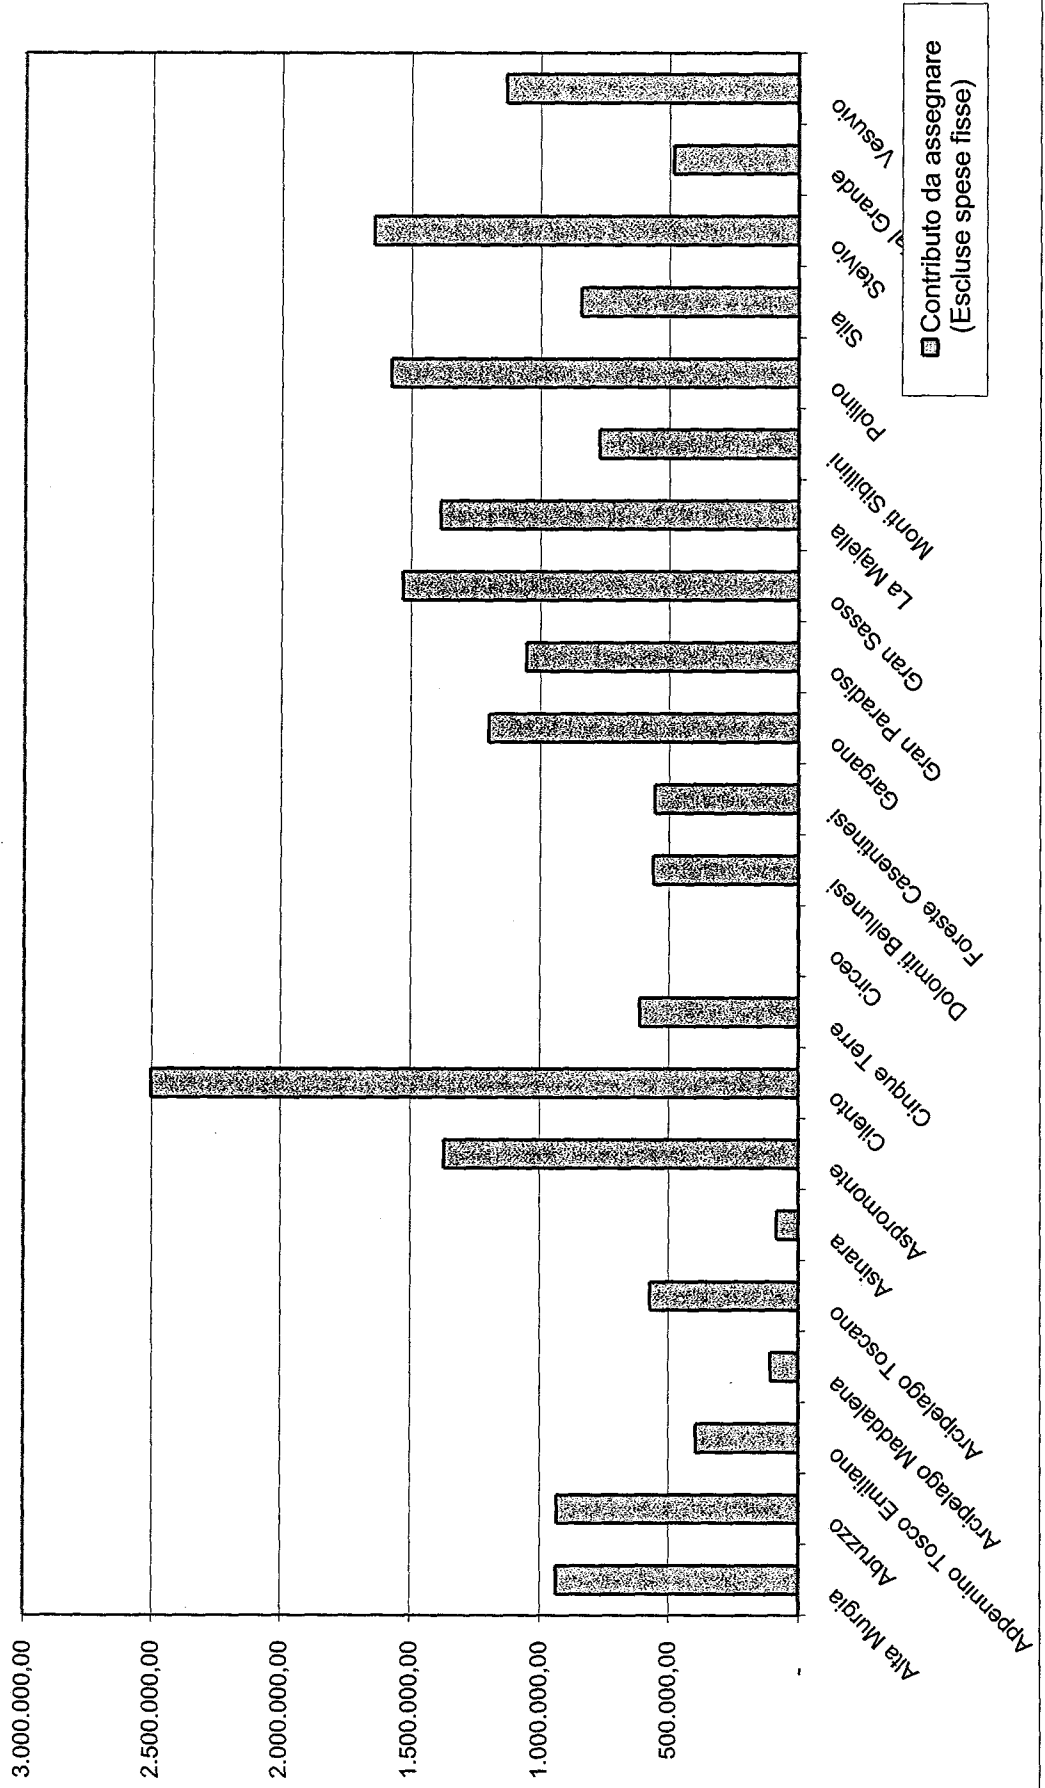 3.000.000,00
2.500.000,00
2.000.000,00
1.500.000,00
1.000.000,00
500.000,00
-
Alta Murgia
Abruzzo
Appennino Tosco Emiliano
Arcipelago Maddalena
Arcipelago Toscano
Asinara
Aspromonte
Cilento
Cinque Terre
Circeo
Dolomiti Bellunesi
Foreste Casentinesi
Gargano
Gran Paradiso
Gran Sasso
La Majella
Monti Sibillini
Pollino
Sila
Stelvio
al Grande
Vesuvio
Contributo da assegnare
(Escluse spese fisse)